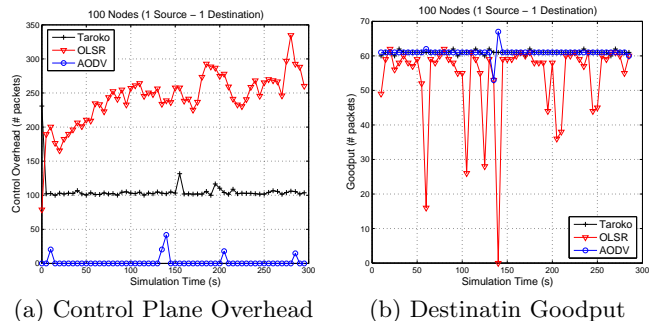 100 Nodes (1 Source − 1 Destination)
Control Overhead (# packets)
350
300
250
200
150
100
50
0
Taroko
OLSR
AODV
0 50 100 150 200 250 300
Simulation Time (s)
(a) Control Plane Overhead
100 Nodes (1 Source − 1 Destination)
Goodput (# packets)
70
60
50
40
30
20
10
0
Taroko
OLSR
AODV
0 50 100 150 200 250 300
Simulation Time (s)
(b) Destinatin Goodput